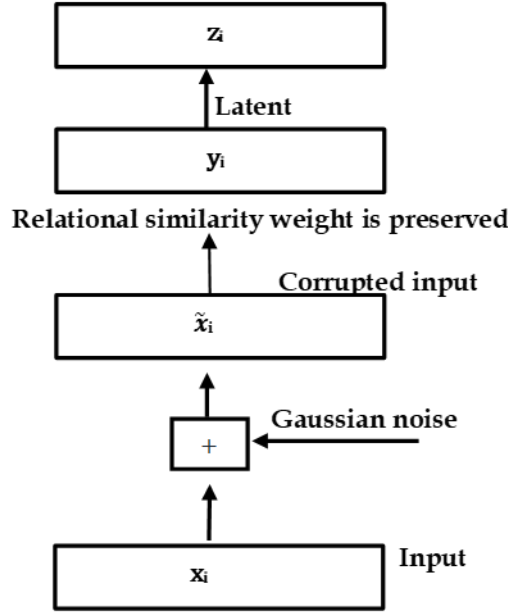 zᵢ
Latent
yᵢ
Relational similarity weight is preserved
Corrupted input
x̃ᵢ
Gaussian noise
+
Input
xᵢ